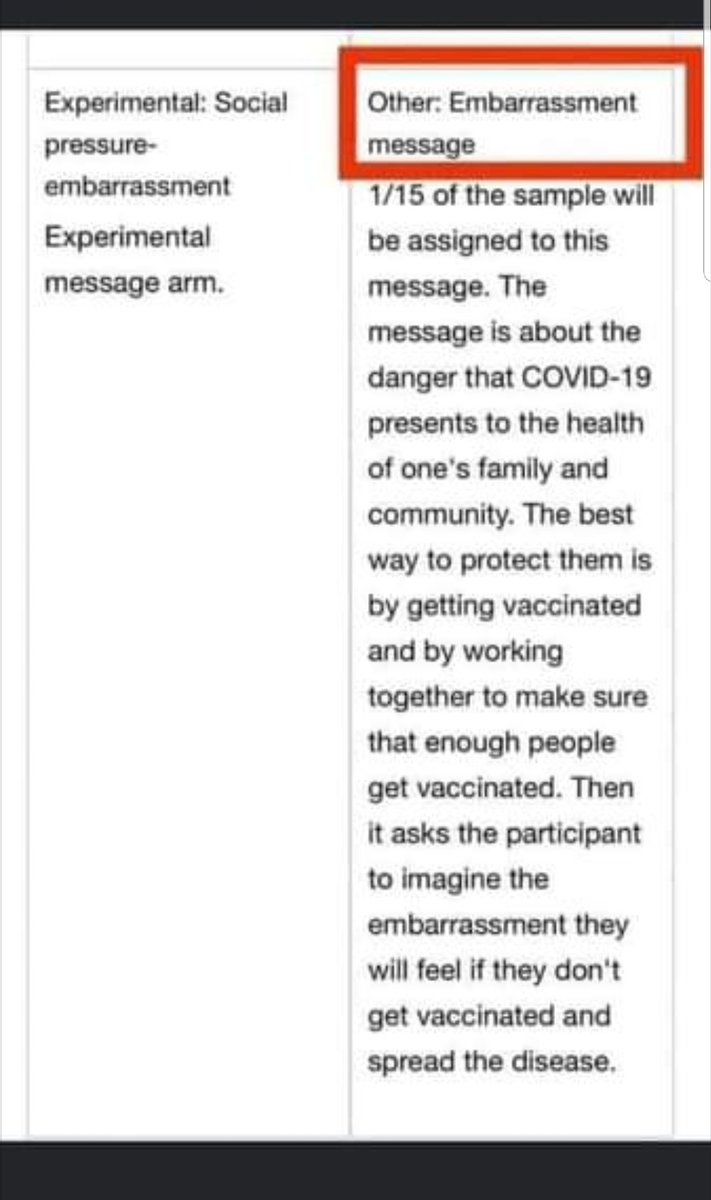 Experimental: Social
pressure-
embarrassment
Experimental
message arm.
Other: Embarrassment
message
1/15 of the sample will
be assigned to this
message. The
message is about the
danger that COVID-19
presents to the health
of one's family and
community. The best
way to protect them is
by getting vaccinated
and by working
together to make sure
that enough people
get vaccinated. Then
it asks the participant
to imagine the
embarrassment they
will feel if they don't
get vaccinated and
spread the disease.